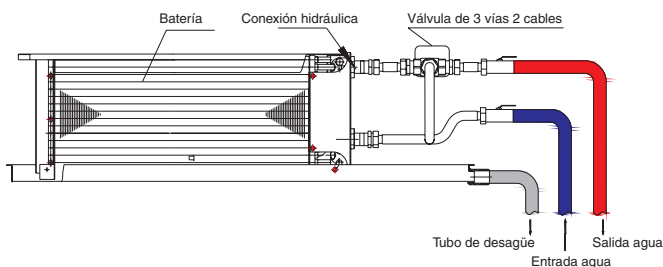 Batería
Conexión hidráulica
Válvula de 3 vías 2 cables
Tubo de desagüe
Salida agua
Entrada agua